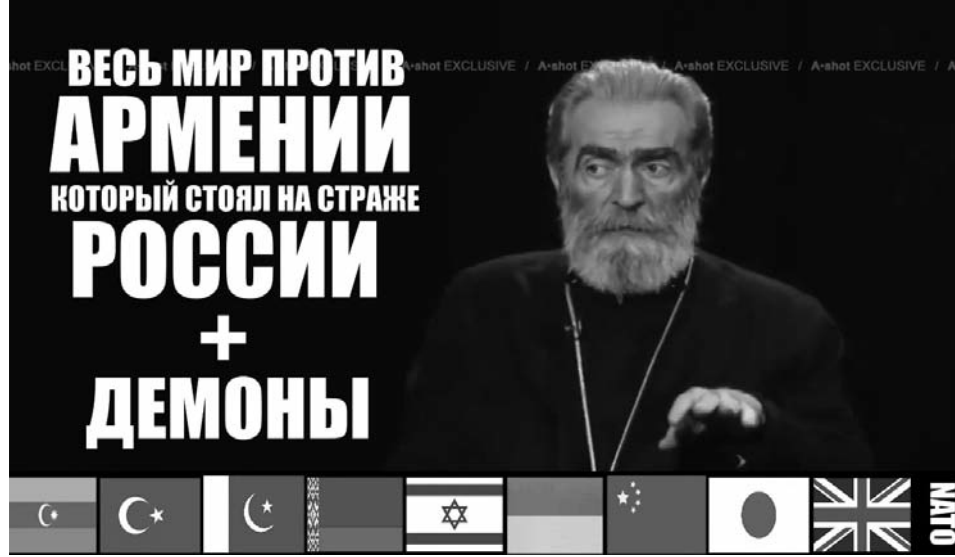 shot EXCLUSIVE / A-shot EXCLUSIVE / A-shot EXCLUSIVE / A-shot EXCLUSIVE / A
ВЕСЬ МИР ПРОТИВ
АРМЕНИИ
КОТОРЫЙ СТОЯЛ НА СТРАЖЕ
РОССИИ
+
ДЕМОНЫ
NATO